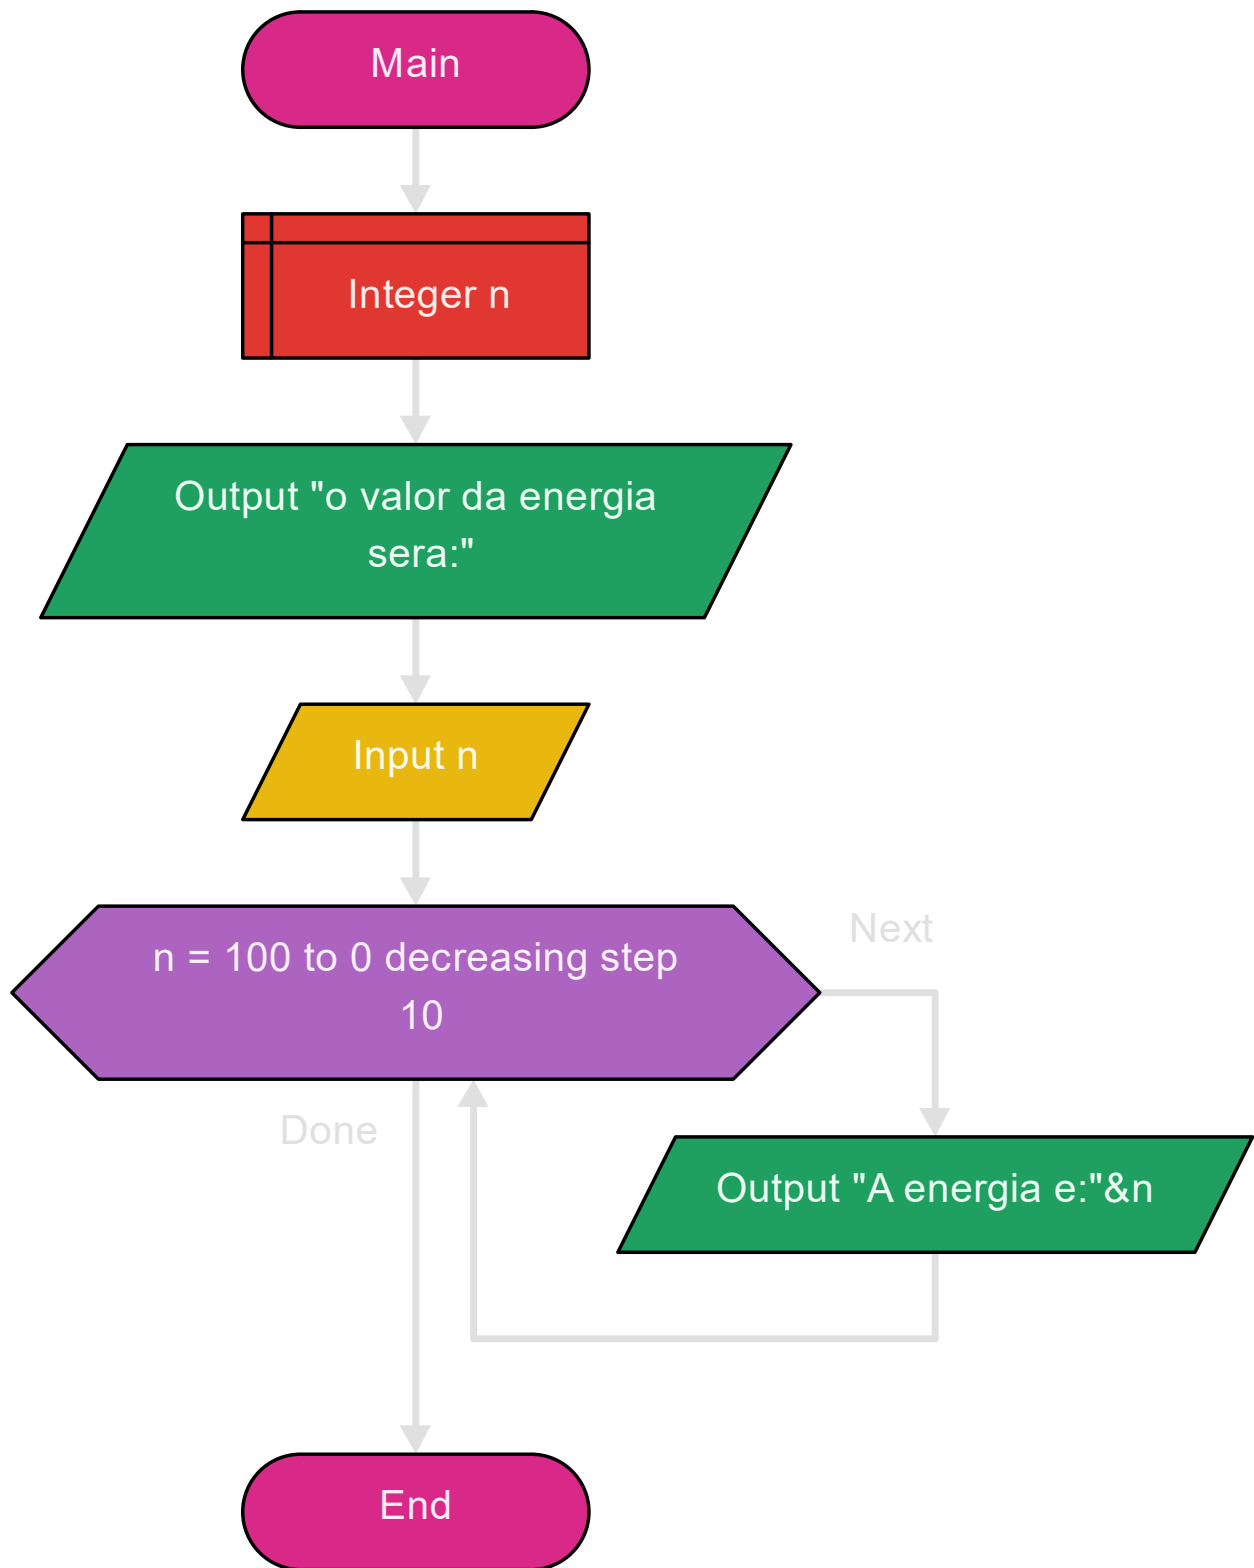 Main
Integer n
Output "o valor da energia
sera:"
Input n
n = 100 to 0 decreasing step
10
Next
Done
Output "A energia e:"&n
End